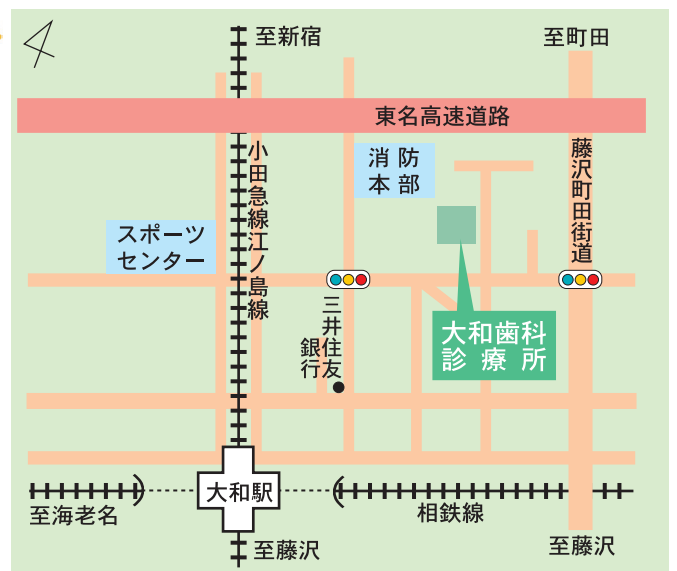 至新宿
至町田
東名高速道路
消防
本部
藤沢町田街道
小田急線江ノ島線
スポーツ
センター
三井住友
銀行
大和歯科
診療所
大和駅
至海老名
相鉄線
至藤沢
至藤沢